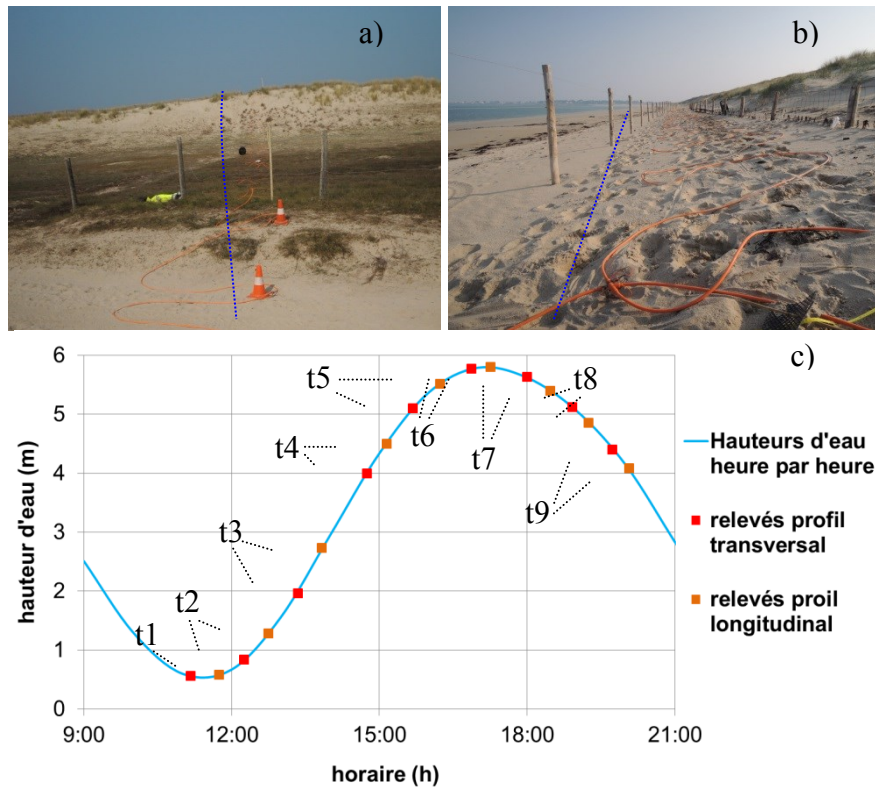 a)
b)
c)
6
5
4
3
2
1
0
hauteur d'eau (m)
t1
t2
t3
t4
t5
t6
t7
t8
t9
9:00 12:00 15:00 18:00 21:00
horaire (h)
Hauteurs d'eau
heure par heure
relevés profil
transversal
relevés proil
longitudinal